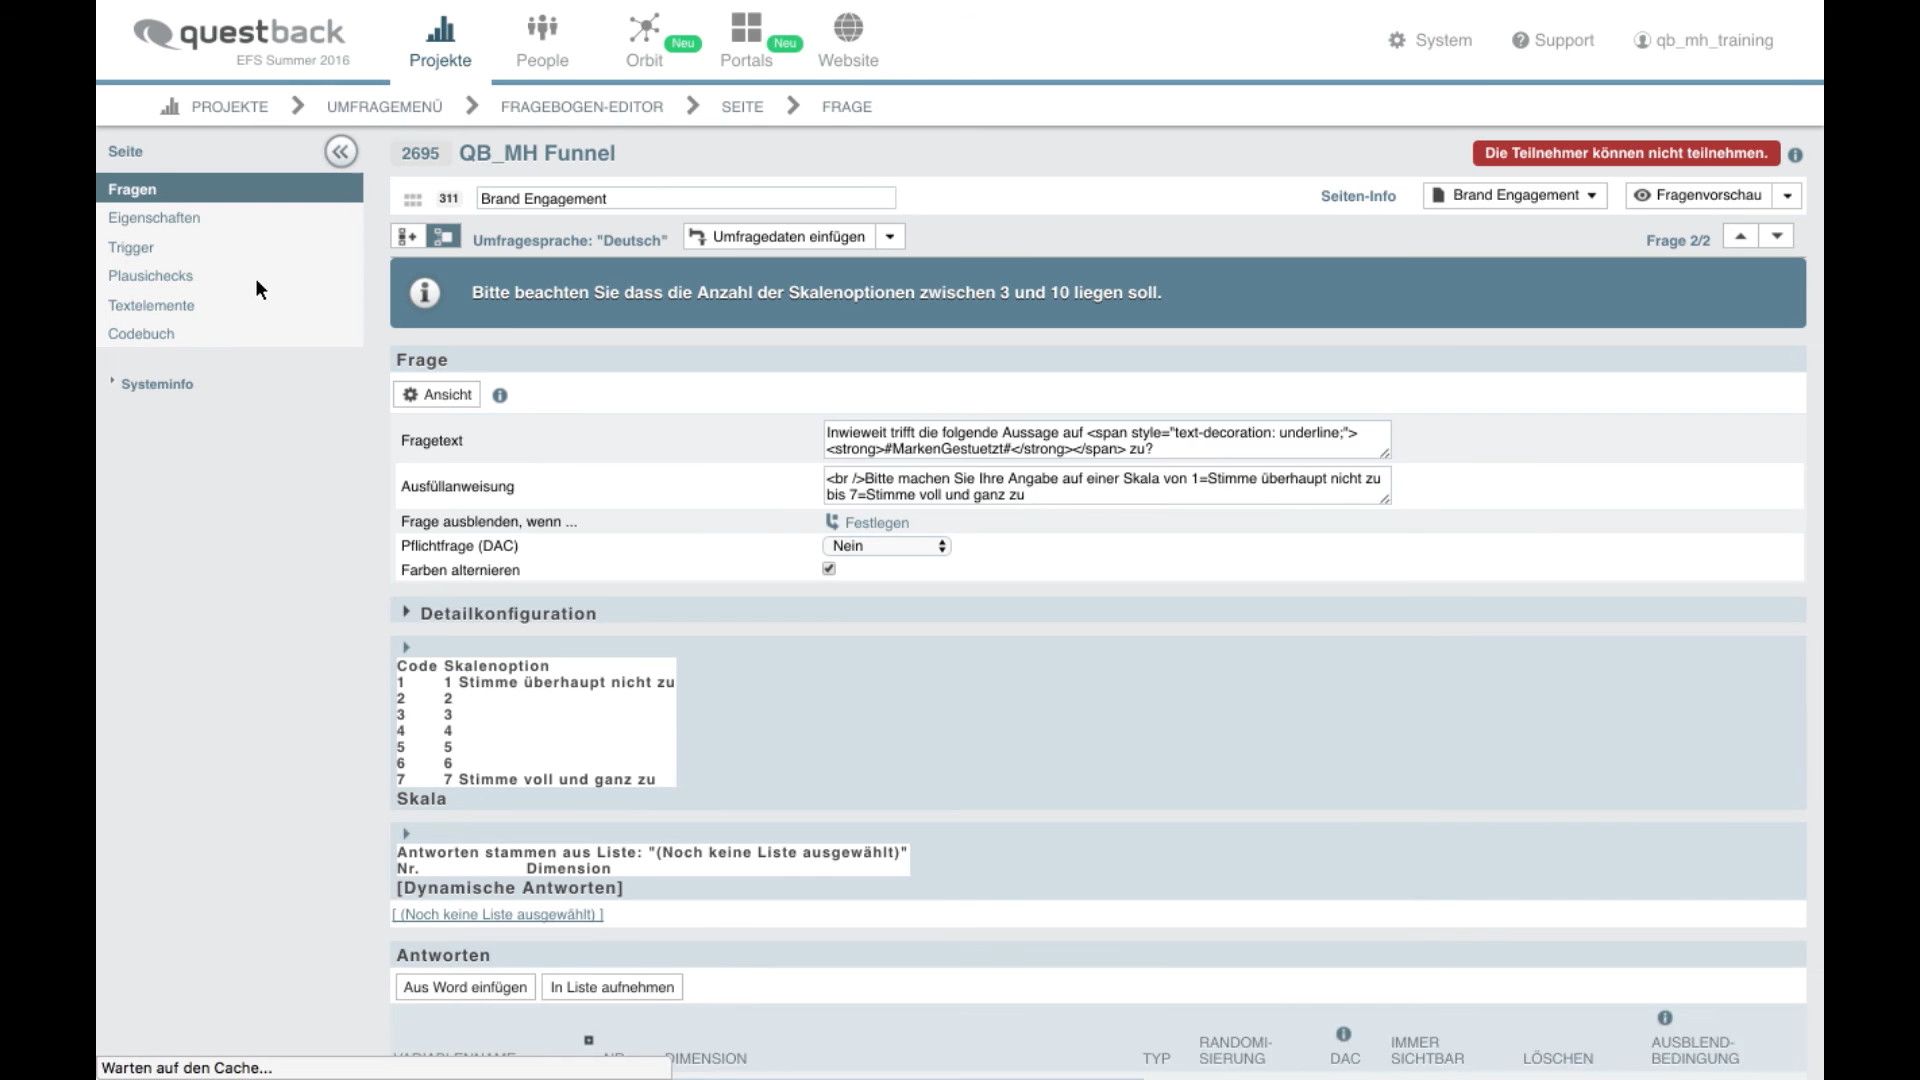 questback
EFS Summer 2016
Projekte
People
Orbit
Neu
Portals
Neu
Website
System
Support
qb_mh_training
PROJEKTE
UMFRAGEMENÜ
FRAGEBOGEN-EDITOR
SEITE
FRAGE
Seite
Fragen
Eigenschaften
Trigger
Plausichecks
Textelemente
Codebuch
Systeminfo
2695 QB_MH Funnel
Die Teilnehmer können nicht teilnehmen.
311 Brand Engagement
Seiten-Info
Brand Engagement
Fragenvorschau
Umfragesprache: "Deutsch"
Umfragedaten einfügen
Frage 2/2
Bitte beachten Sie dass die Anzahl der Skalenoptionen zwischen 3 und 10 liegen soll.
Frage
Ansicht
Fragetext
Inwieweit trifft die folgende Aussage auf <span style="text-decoration: underline;">
<strong>#MarkenGestuetzt#</strong></span> zu?
Ausfüllanweisung
<br />Bitte machen Sie Ihre Angabe auf einer Skala von 1=Stimme überhaupt nicht zu
bis 7=Stimme voll und ganz zu
Frage ausblenden, wenn ...
Festlegen
Pflichtfrage (DAC)
Nein
Farben alternieren
Detailkonfiguration
Code Skalenoption
1 1 Stimme überhaupt nicht zu
2 2
3 3
4 4
5 5
6 6
7 7 Stimme voll und ganz zu
Skala
Antworten stammen aus Liste: "(Noch keine Liste ausgewählt)"
Nr. Dimension
[Dynamische Antworten]
[ (Noch keine Liste ausgewählt) ]
Antworten
Aus Word einfügen
In Liste aufnehmen
VARIABLENNAME
NR.
DIMENSION
TYP
RANDOMI-
SIERUNG
DAC
IMMER
SICHTBAR
LÖSCHEN
AUSBLEND-
BEDINGUNG
Warten auf den Cache...